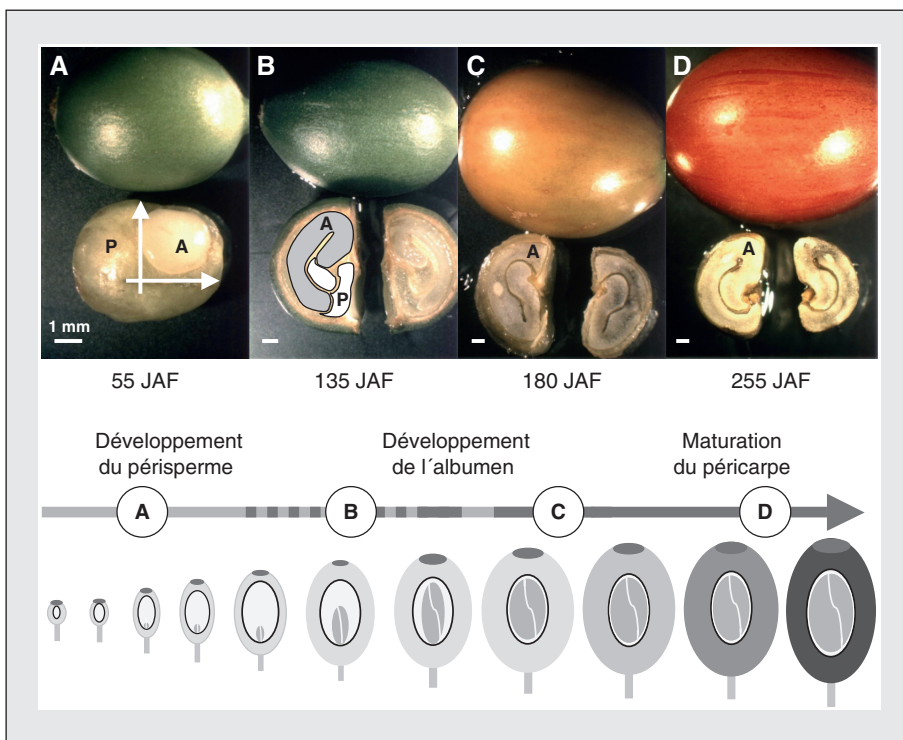 A
B
C
D
P
A
A
P
A
A
1 mm
55 JAF
135 JAF
180 JAF
255 JAF
Développement
du périsperme
Développement
de l´albumen
Maturation
du péricarpe
A
B
C
D